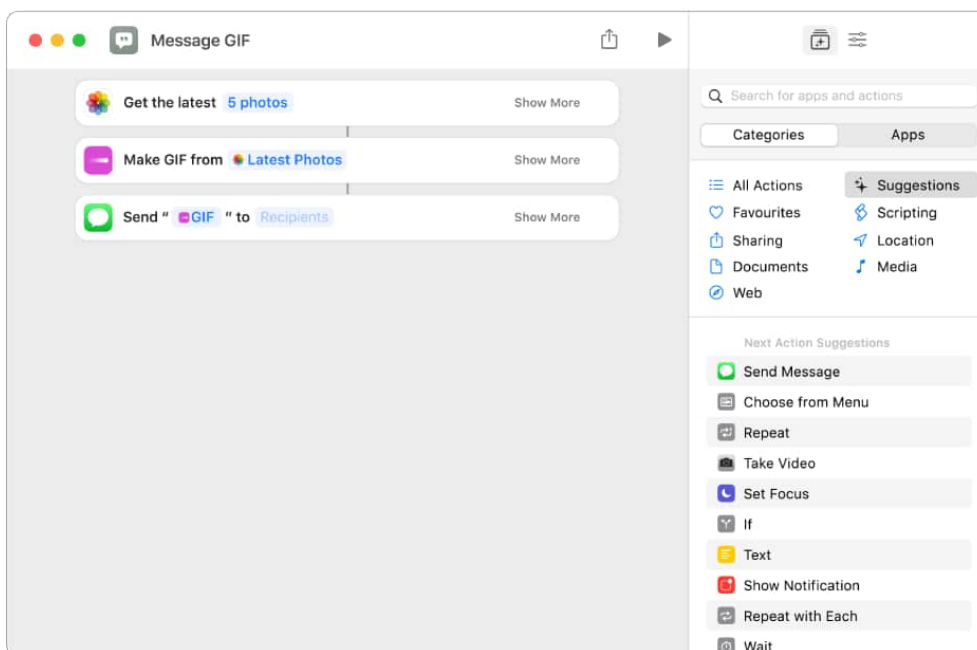 Message GIF
Get the latest 5 photos Show More
Make GIF from Latest Photos Show More
Send “ GIF ” to Recipients Show More
Search for apps and actions
Categories Apps
All Actions Suggestions
Favourites Scripting
Sharing Location
Documents Media
Web
Next Action Suggestions
Send Message
Choose from Menu
Repeat
Take Video
Set Focus
If
Text
Show Notification
Repeat with Each
Wait